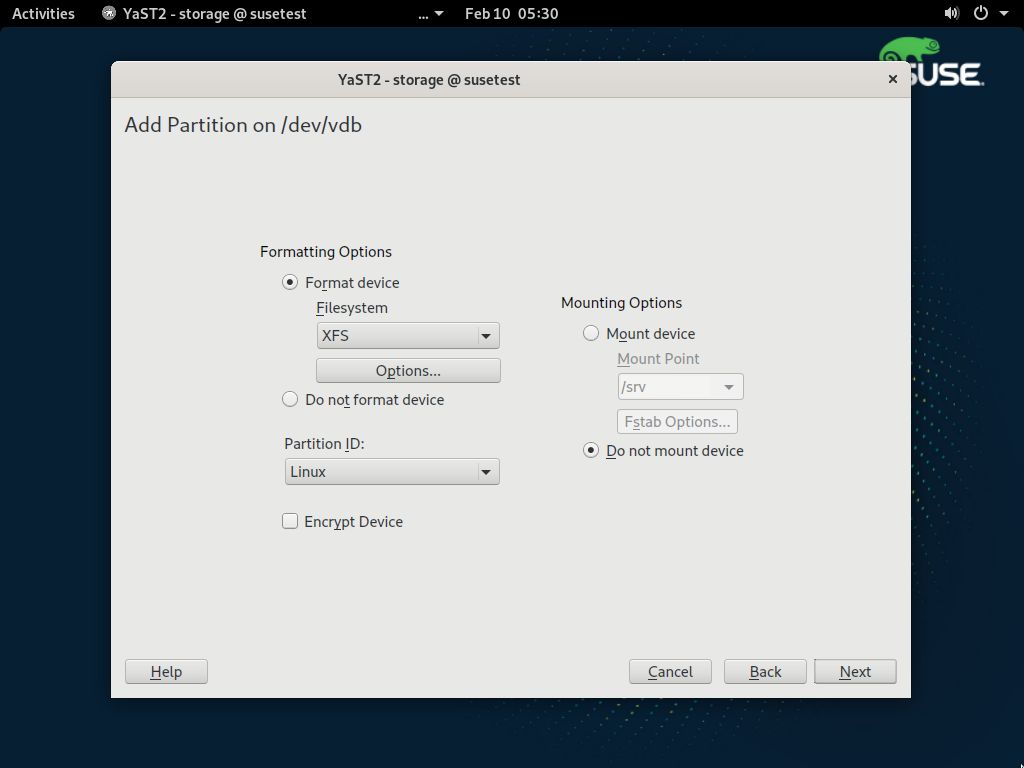 Activities YaST2 - storage @ susetest ... Feb 10 05:30
SUSE
YaST2 - storage @ susetest
Add Partition on /dev/vdb
Formatting Options
Format device
Filesystem
XFS
Options...
Do not format device
Partition ID:
Linux
Encrypt Device
Mounting Options
Mount device
Mount Point
/srv
Fstab Options...
Do not mount device
Help Cancel Back Next